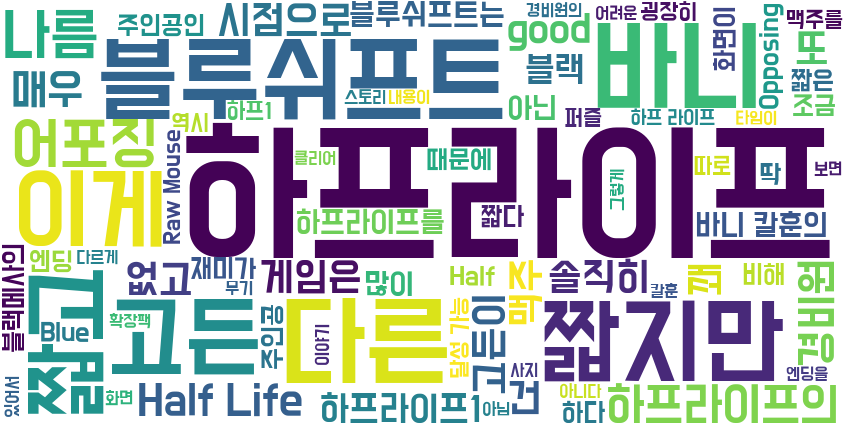 나름
주인공인
시점으로
블루쉬프트는
경비원의
어려운
굉장히
맥주를
good
Opposing
화면이
또
매우
블루쉬프트
블랙
바니
짧은
조금
스토리
내용이
하프1
역시
아닌
퍼즐
하프 라이프
타임이
어포징
Raw Mouse
하프라이프
클리어
때문에
따로
딱
보면
이게
그렇게
하프라이프를
짧다
바니 칼훈의
블랙메사의
엔딩
다르게
없고
재미가
무기
게임은
많이
Half
맥주
솔직히
깨
비해
경비원
칼훈
짧고
Blue
확장팩
고든
주인공
이야기
다른
달성 가능
고든이
짧지만
엔딩을
있어서
화면
Half Life
하프라이프1
아님
사지
건
아니다
하다
하프라이프의